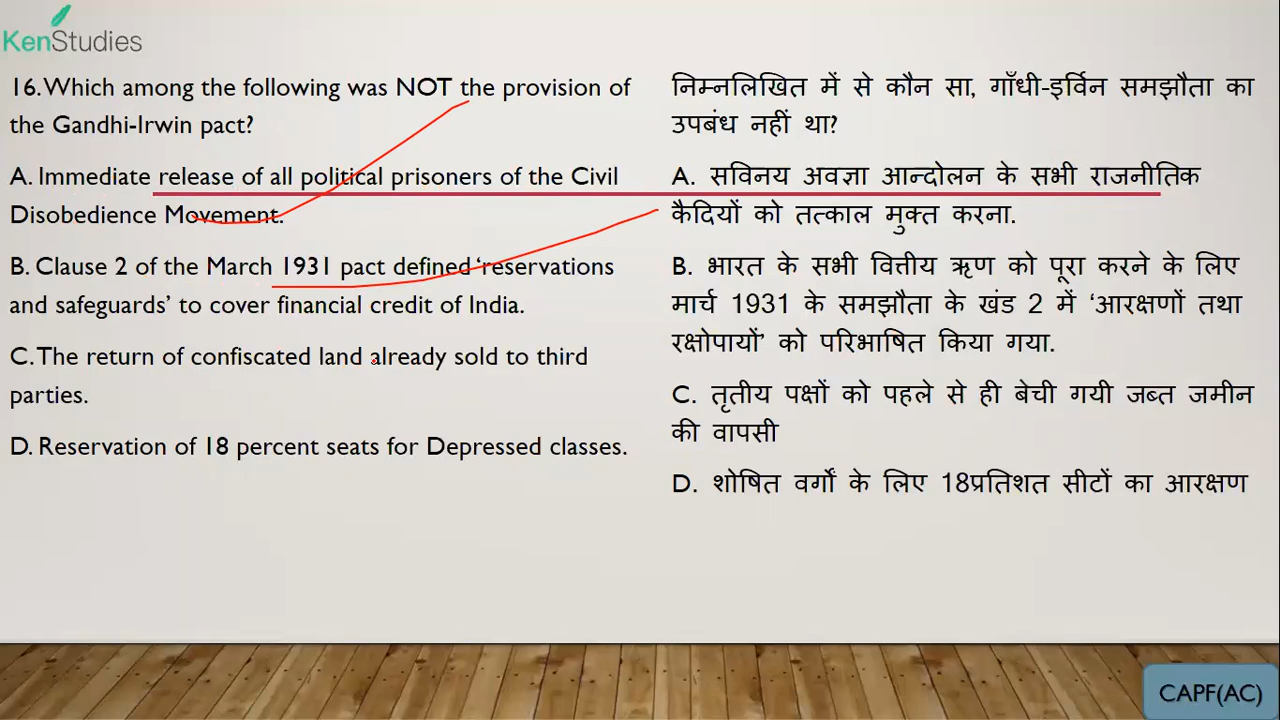 KenStudies
16.Which among the following was NOT the provision of
the Gandhi-Irwin pact?
A. Immediate release of all political prisoners of the Civil
Disobedience Movement.
B. Clause 2 of the March 1931 pact defined ‘reservations
and safeguards’ to cover financial credit of India.
C.The return of confiscated land already sold to third
parties.
D. Reservation of 18 percent seats for Depressed classes.
निम्नलिखित में से कौन सा, गाँधी-इर्विन समझौता का
उपबंध नहीं था?
A. सविनय अवज्ञा आन्दोलन के सभी राजनीतिक
कैदियों को तत्काल मुक्त करना.
B. भारत के सभी वित्तीय ऋण को पूरा करने के लिए
मार्च 1931 के समझौता के खंड 2 में ‘आरक्षणों तथा
रक्षोपायों’ को परिभाषित किया गया.
C. तृतीय पक्षों को पहले से ही बेची गयी जब्त जमीन
की वापसी
D. शोषित वर्गों के लिए 18प्रतिशत सीटों का आरक्षण
CAPF(AC)